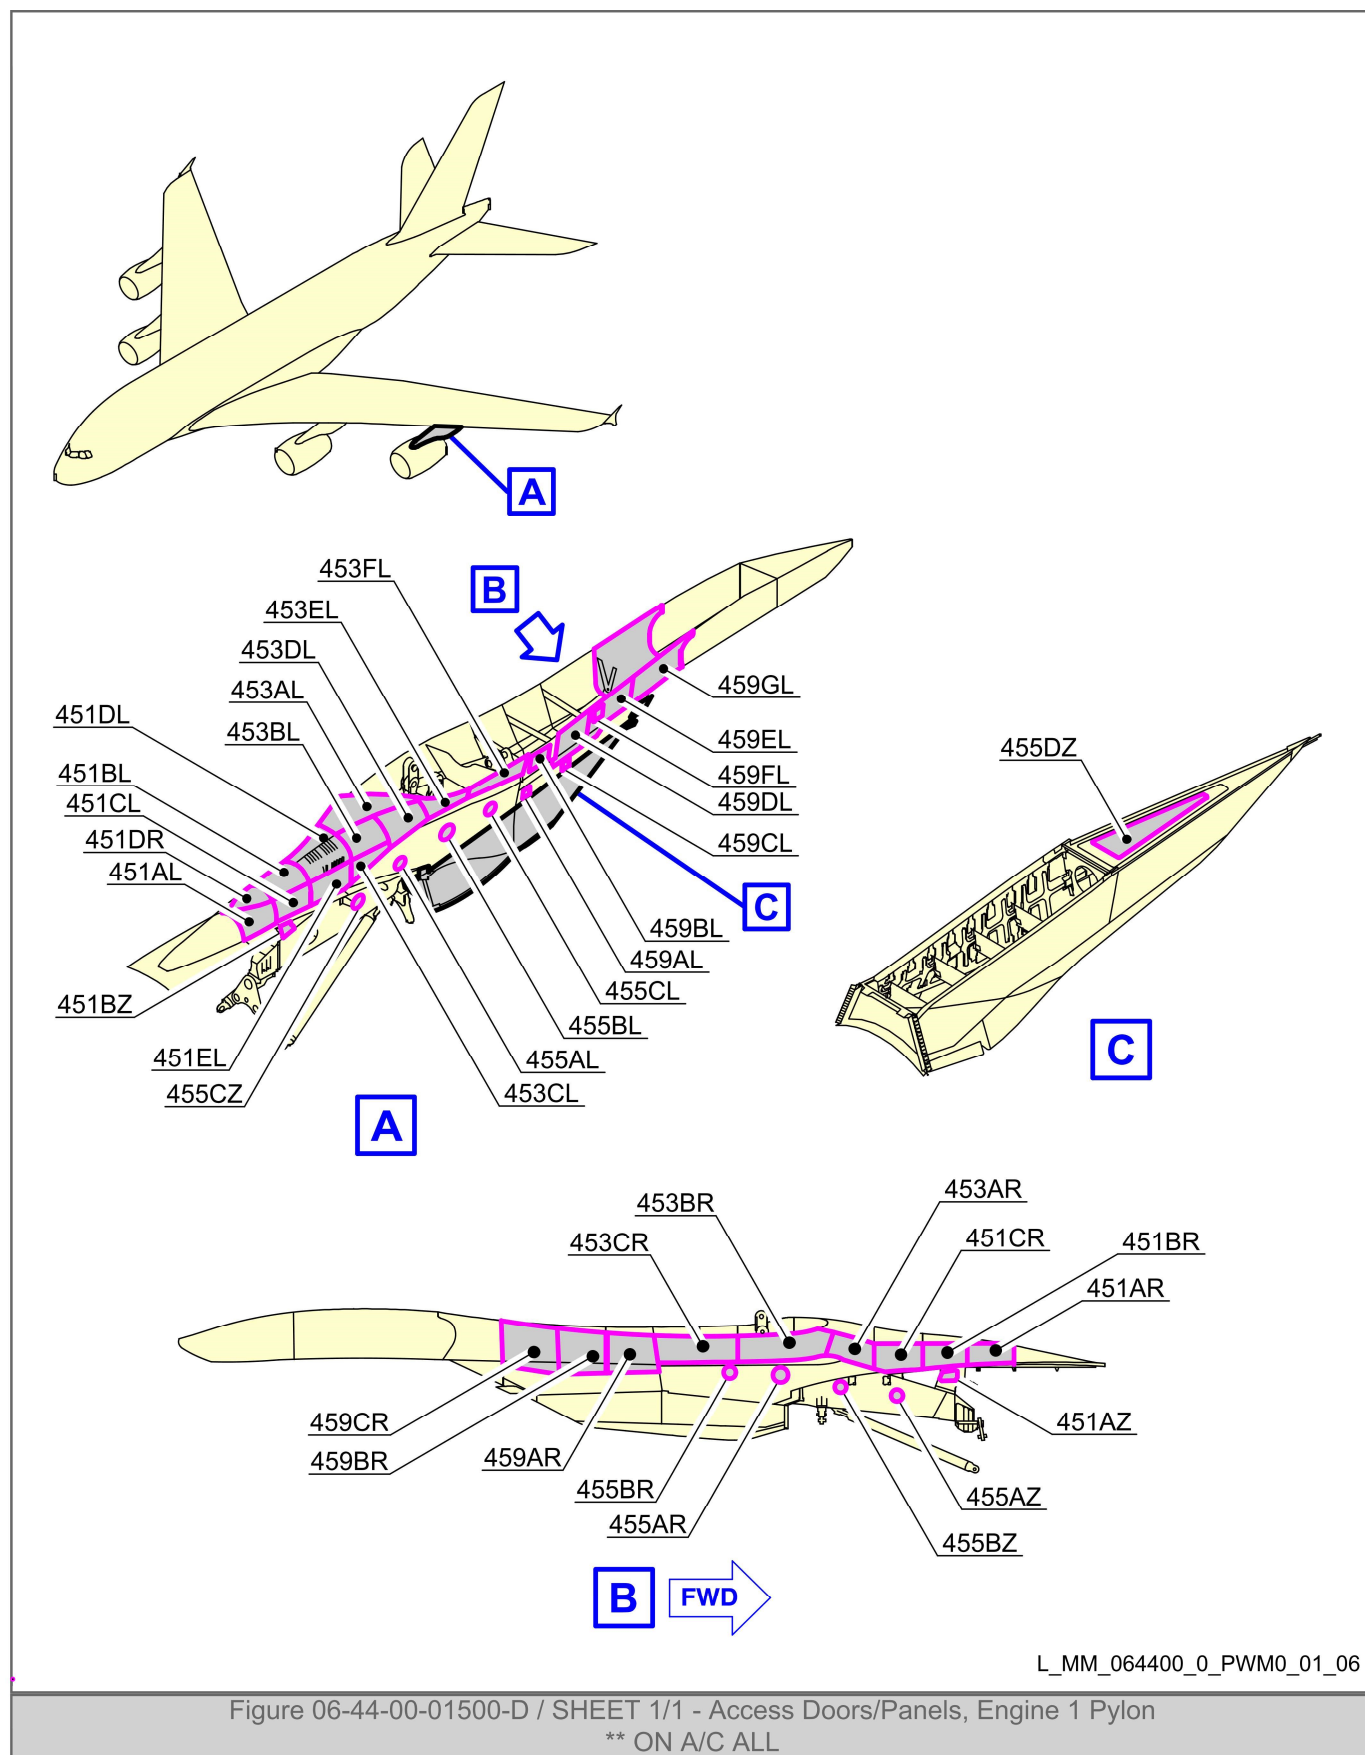 A
453FL
B
453EL
453DL
453AL
459GL
451DL
453BL
459EL
455DZ
451BL
459FL
451CL
459DL
451DR
459CL
451AL
C
459BL
459AL
455CL
451BZ
455BL
C
451EL
455AL
455CZ
453CL
A
453AR
453BR
453CR
451CR
451BR
451AR
459CR
451AZ
459BR
459AR
455BR
455AZ
455AR
455BZ
B
FWD
L_MM_064400_0_PWM0_01_06
Figure 06-44-00-01500-D / SHEET 1/1 - Access Doors/Panels, Engine 1 Pylon
** ON A/C ALL